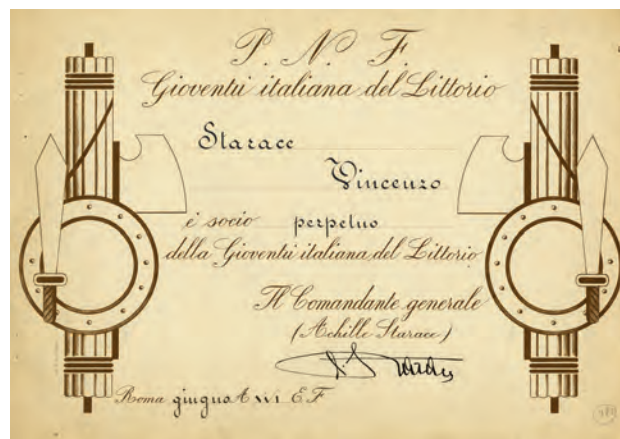 P. N. F.
Gioventù italiana del Littorio
Starace
Vincenzo
è socio perpetuo
della Gioventù italiana del Littorio
Il Comandante generale
(Achille Starace)
Roma giugno XVI E.F.